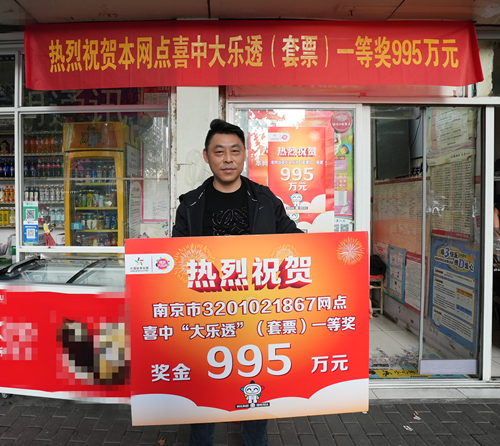 热烈祝贺本网点喜中大乐透（套票）一等奖995万元
热烈祝贺
995
万元
热烈祝贺
南京市3201021867网点
喜中“大乐透”（套票）一等奖
奖金 995 万元